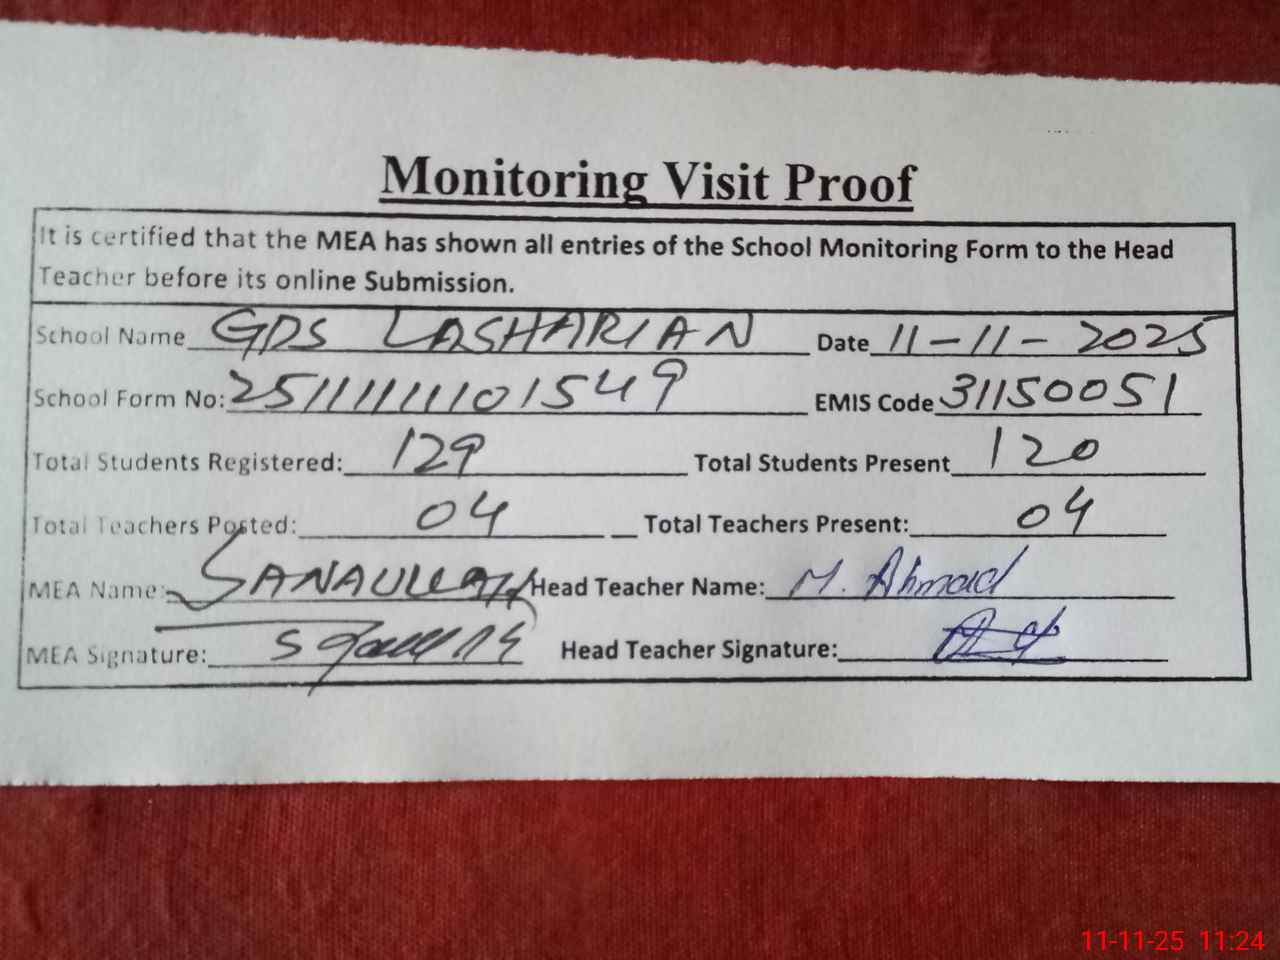 Monitoring Visit Proof
It is certified that the MEA has shown all entries of the School Monitoring Form to the Head
Teacher before its online Submission.
School Name GPS LASHARIAN Date 11-11-2025
School Form No: EMIS Code 31150051
Total Students Registered: 129 Total Students Present 120
Total Teachers Posted: 04 Total Teachers Present: 04
MEA Name: SANAULLAH Head Teacher Name: M. Ahmad
MEA Signature: Head Teacher Signature:
11-11-25 11:24